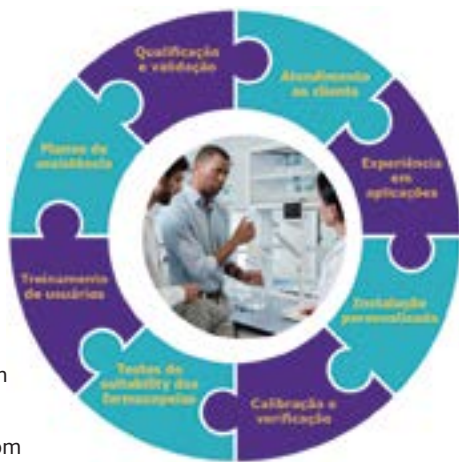 Qualificação
e validação
Atendimento
ao cliente
Experiência
em
aplicações
Instalação
personalizada
Calibração e
verificação
Testes de
suitability das
farmacopeias
Treinamento
de usuários
Planos de
assistência
m
om